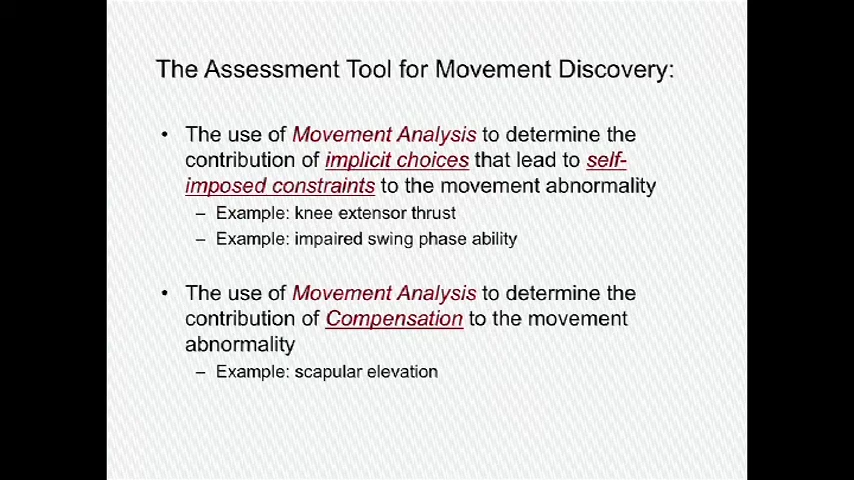 The Assessment Tool for Movement Discovery:
• The use of Movement Analysis to determine the
contribution of implicit choices that lead to self-
imposed constraints to the movement abnormality
– Example: knee extensor thrust
– Example: impaired swing phase ability
• The use of Movement Analysis to determine the
contribution of Compensation to the movement
abnormality
– Example: scapular elevation